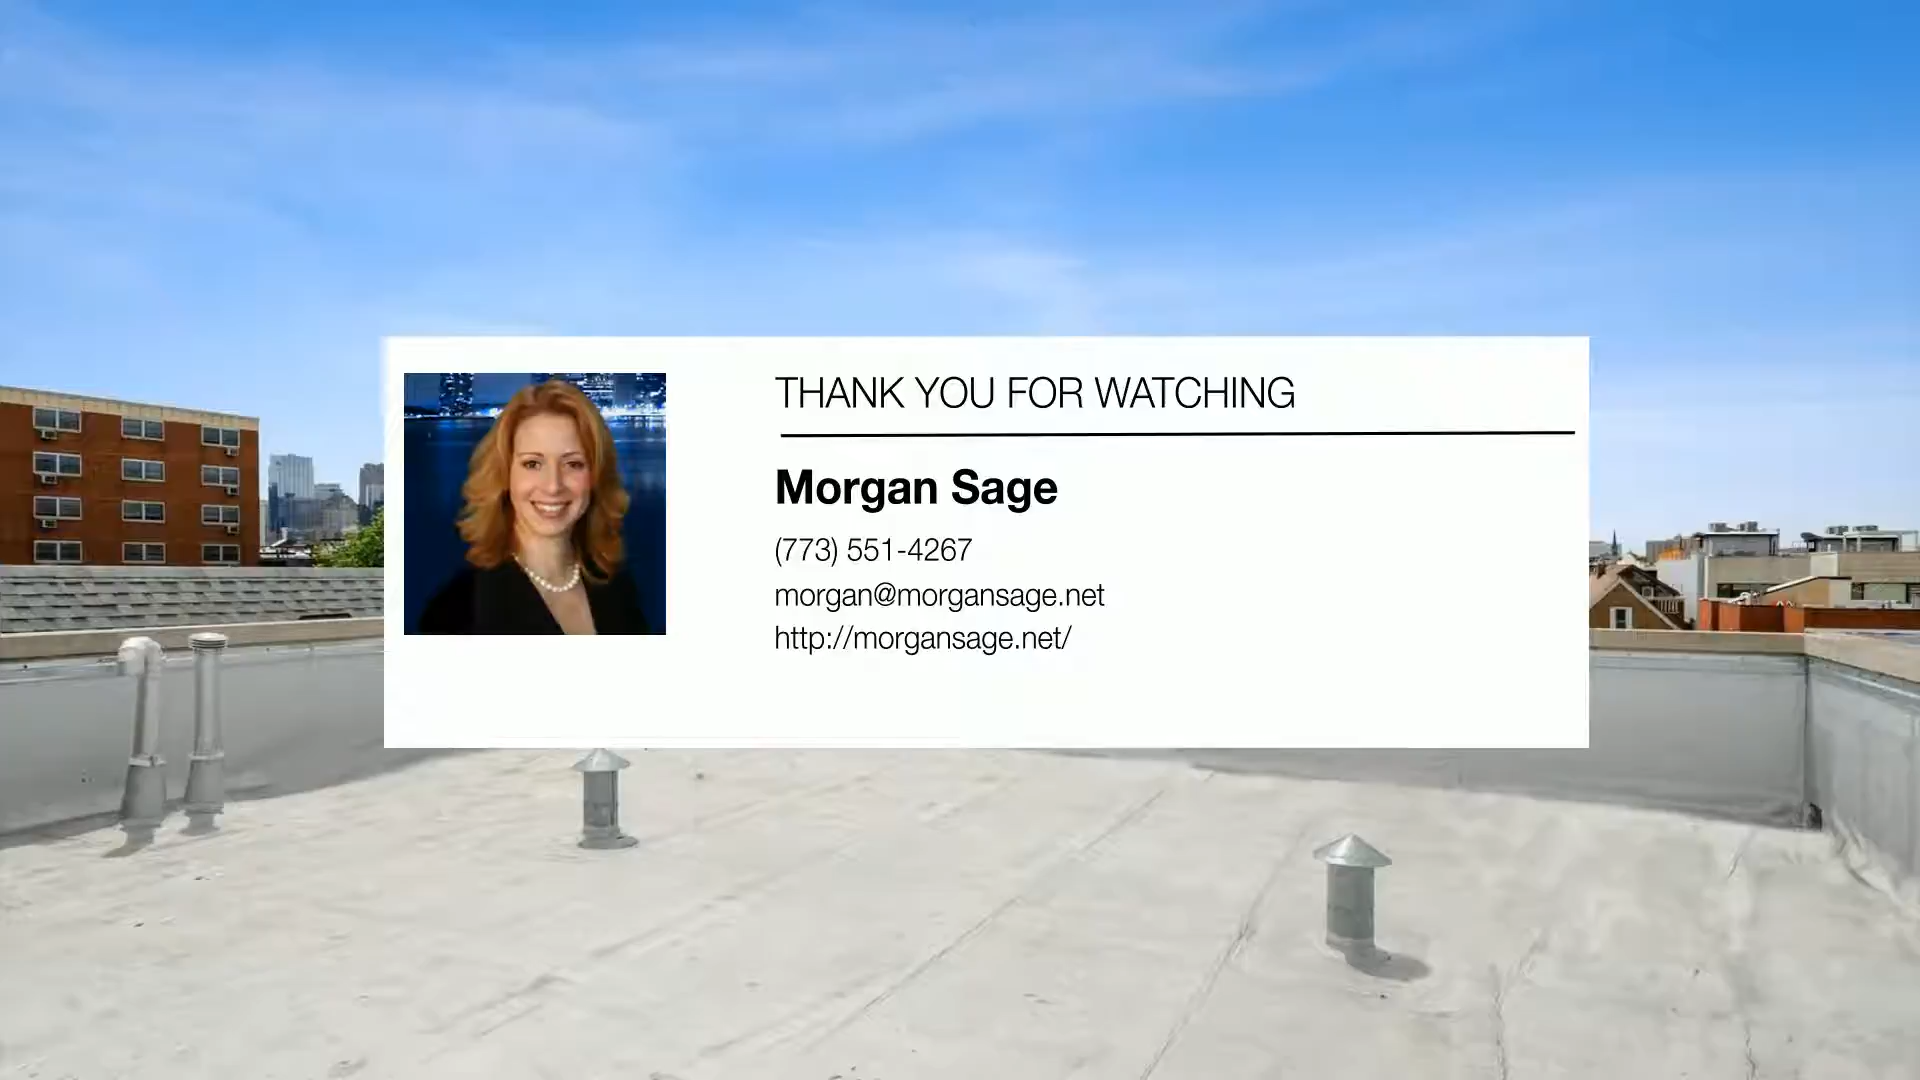 THANK YOU FOR WATCHING
Morgan Sage
(773) 551-4267
morgan@morgansage.net
http://morgansage.net/